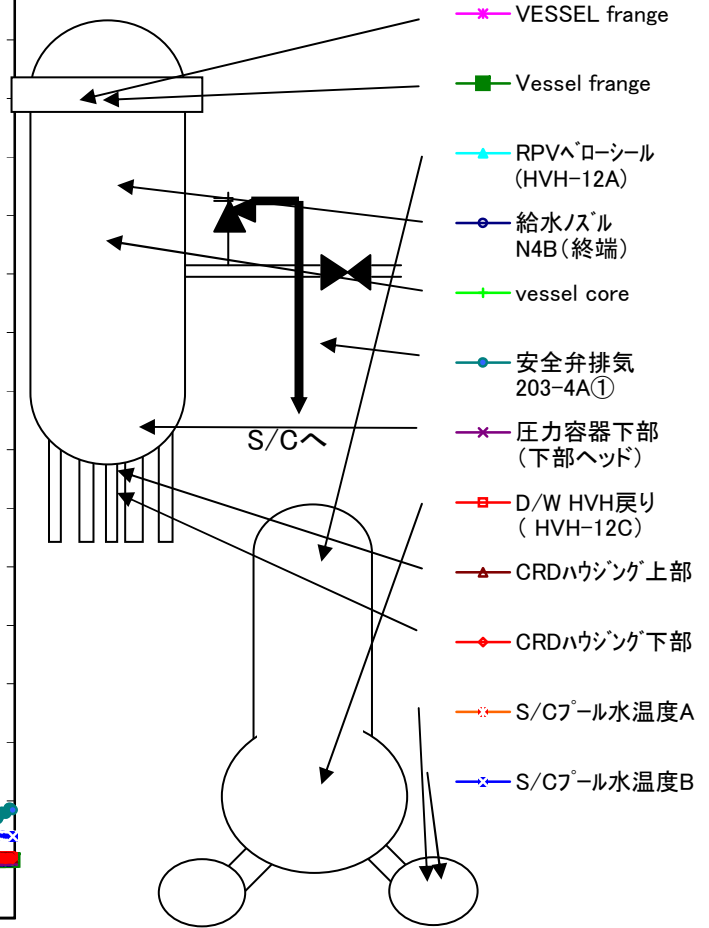 VESSEL frange
Vessel frange
RPVベローシール
(HVH-12A)
給水ノズル
N4B(終端)
vessel core
安全弁排気
203-4A①
圧力容器下部
(下部ヘッド)
D/W HVH戻り
( HVH-12C)
CRDハウジング上部
CRDハウジング下部
S/Cプール水温度A
S/Cプール水温度B
S/Cへ